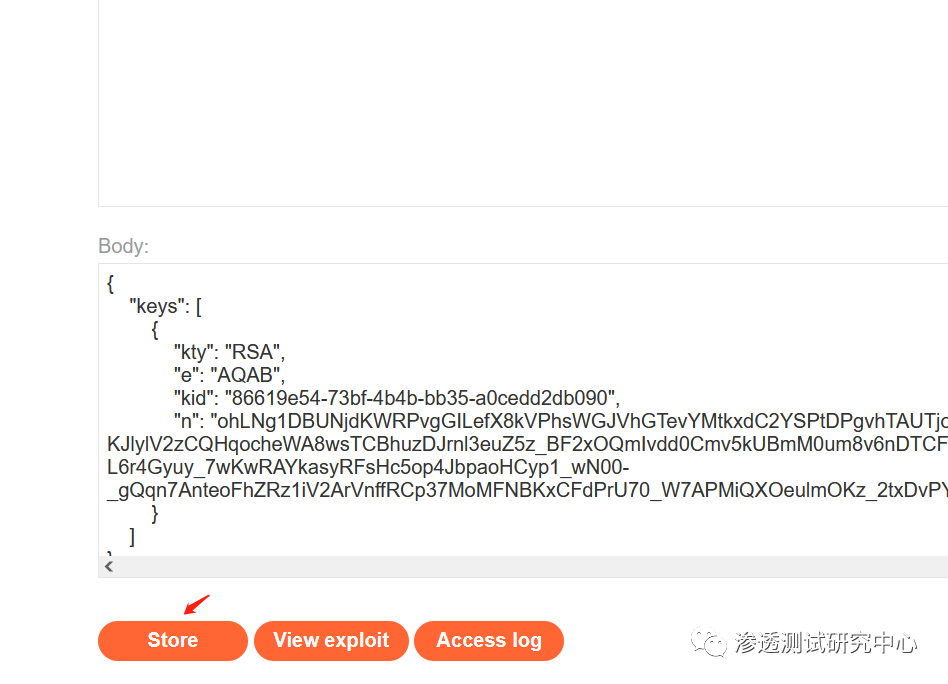 Body:
{
"keys": [
{
"kty": "RSA",
"e": "AQAB",
"kid": "86619e54-73bf-4b4b-bb35-a0cedd2db090",
"n": "ohLNg1DBUNjdKWRPvgGILefX8kVPhsWGJVhGTevYMtkxdC2YSPtDPgvhTAUTjc
KJlylV2zCQHqocheWA8wsTCBhuzDJrnl3euZ5z_BF2xOQmIvdd0Cmv5kUBmM0um8v6nDTCF
L6r4Gyuy_7wKwRAYkasyRFsHc5op4JbpaoHCyp1_wN00-
_gQqn7AnteoFhZRz1iV2ArVnffRCp37MoMFNBKxCFdPrU70_W7APMiQXOeulmOKz_2txDvPY
}
]
}
Store View exploit Access log
渗透测试研究中心